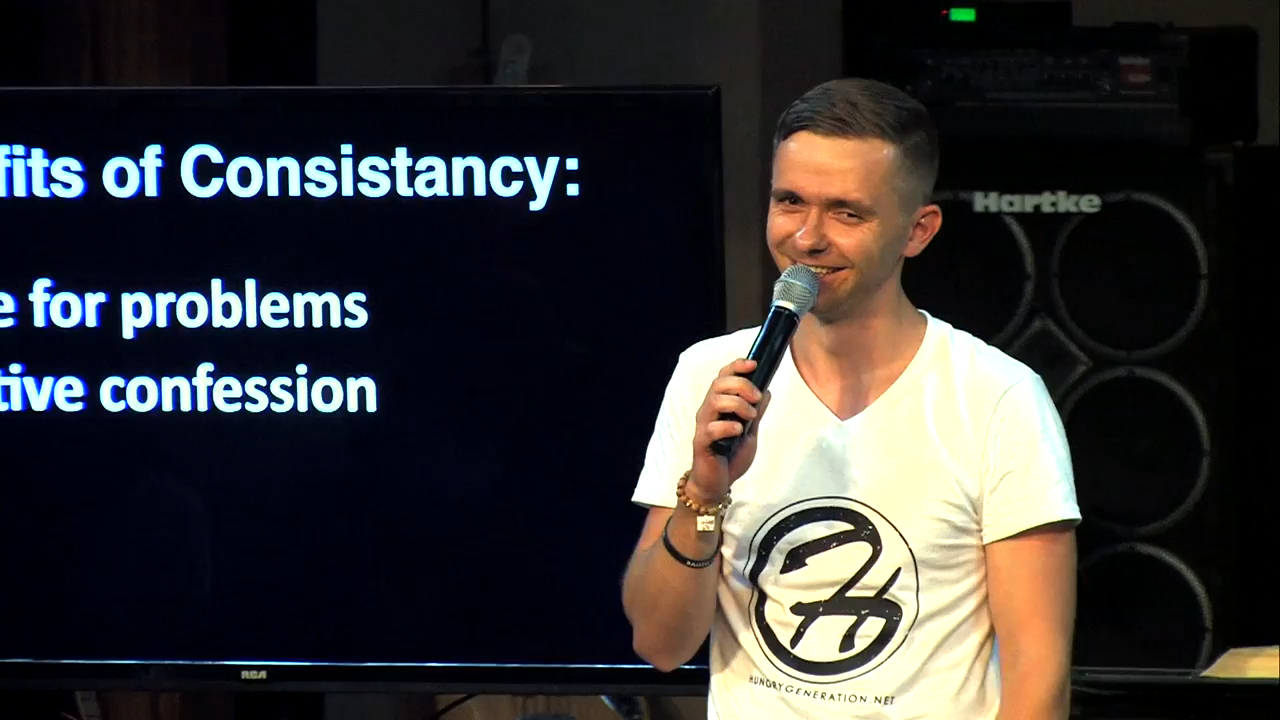 fits of Consistancy:
e for problems
tive confession
Hartke
HUNGRYGENERATION.NET
RCA